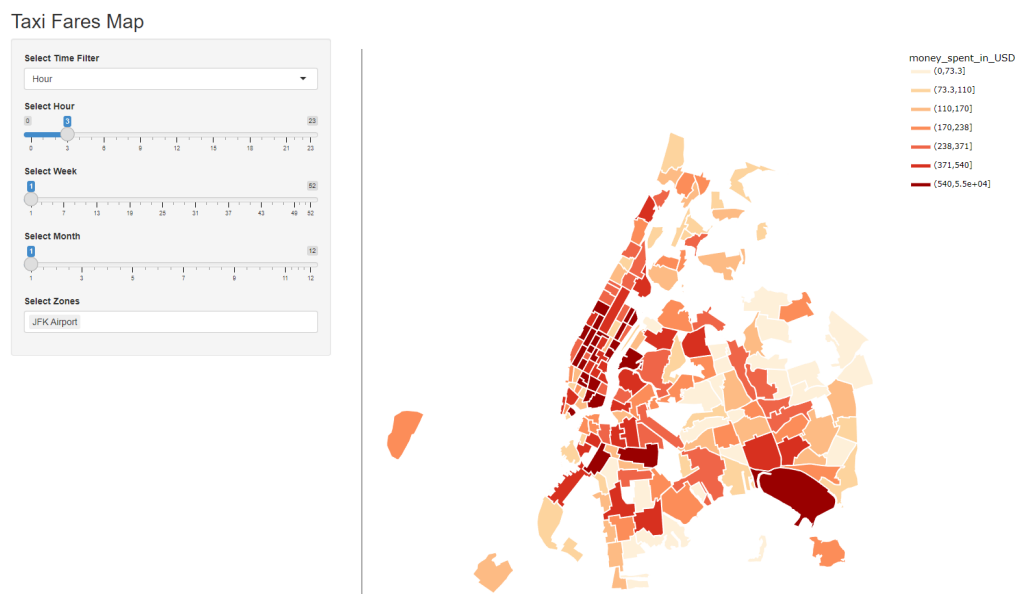 Taxi Fares Map
Select Time Filter
Hour
Select Hour
0 3 23
0 3 6 9 12 15 18 21 23
Select Week
1 52
1 7 13 19 25 31 37 43 49 52
Select Month
1 12
1 3 5 7 9 11 12
Select Zones
JFK Airport
money_spent_in_USD
(0,73.3]
(73.3,110]
(110,170]
(170,238]
(238,371]
(371,540]
(540,5.5e+04]